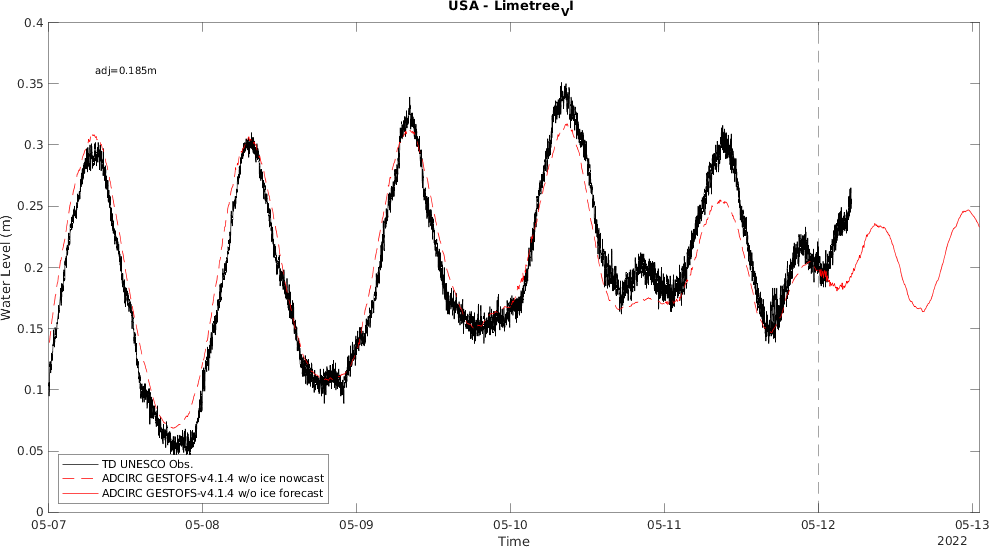 USA - Limetree_VI
adj=0.185m
0.4
0.35
0.3
0.25
0.2
0.15
0.1
0.05
0
Water Level (m)
TD UNESCO Obs.
ADCIRC GESTOFS-v4.1.4 w/o ice nowcast
ADCIRC GESTOFS-v4.1.4 w/o ice forecast
05-07 05-08 05-09 05-10 05-11 05-12 05-13
Time
2022